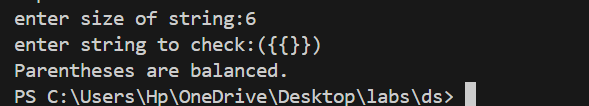 enter size of string:6
enter string to check:({{}})
Parentheses are balanced.
PS C:\Users\Hp\OneDrive\Desktop\labs\ds>